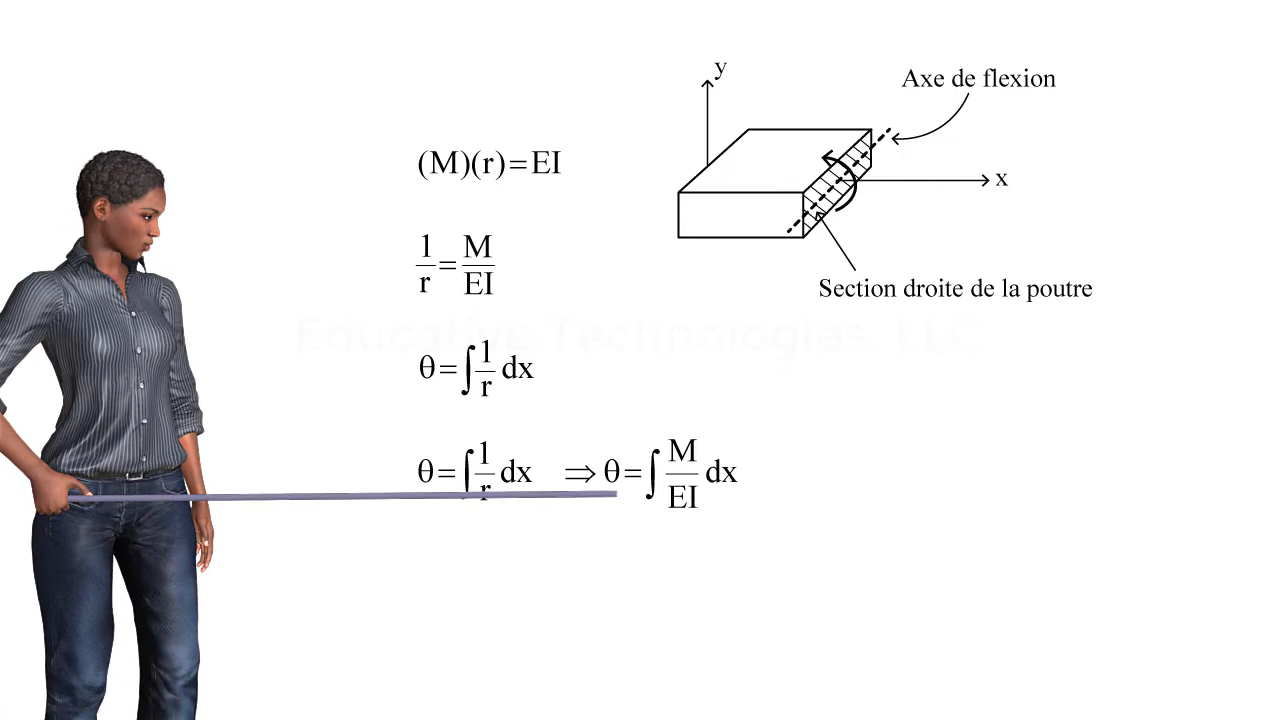 y
Axe de flexion
(M)(r)=EI
x
1/r = M/EI
Section droite de la poutre
Educative Technologies, LLC
θ=∫ 1/r dx
θ=∫ 1/r dx ⇒ θ=∫ M/EI dx